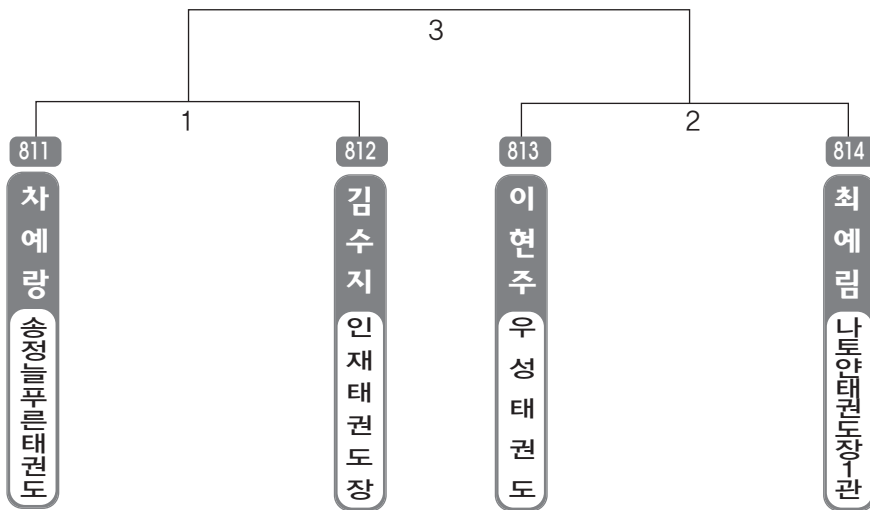 3
1
2
811
812
813
814
차예랑
김수지
이현주
최예림
송정늘푸른태권도
인재태권도장
우성태권도
나토얀태권도장1관